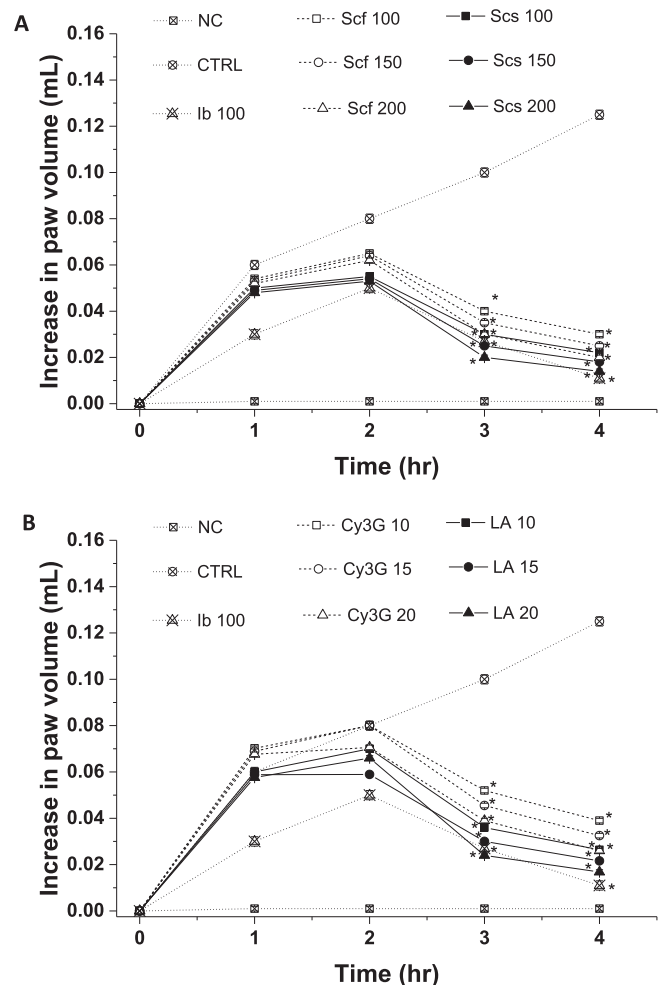 A
NC
Scf 100
Scs 100
CTRL
Scf 150
Scs 150
Ib 100
Scf 200
Scs 200
Increase in paw volume (mL)
0.16
0.14
0.12
0.10
0.08
0.06
0.04
0.02
0.00
* * * * * * *
* * * * * * *
0 1 2 3 4
Time (hr)
B
NC
Cy3G 10
LA 10
CTRL
Cy3G 15
LA 15
Ib 100
Cy3G 20
LA 20
Increase in paw volume (mL)
0.16
0.14
0.12
0.10
0.08
0.06
0.04
0.02
0.00
* * * * * * *
* * * * * * *
0 1 2 3 4
Time (hr)